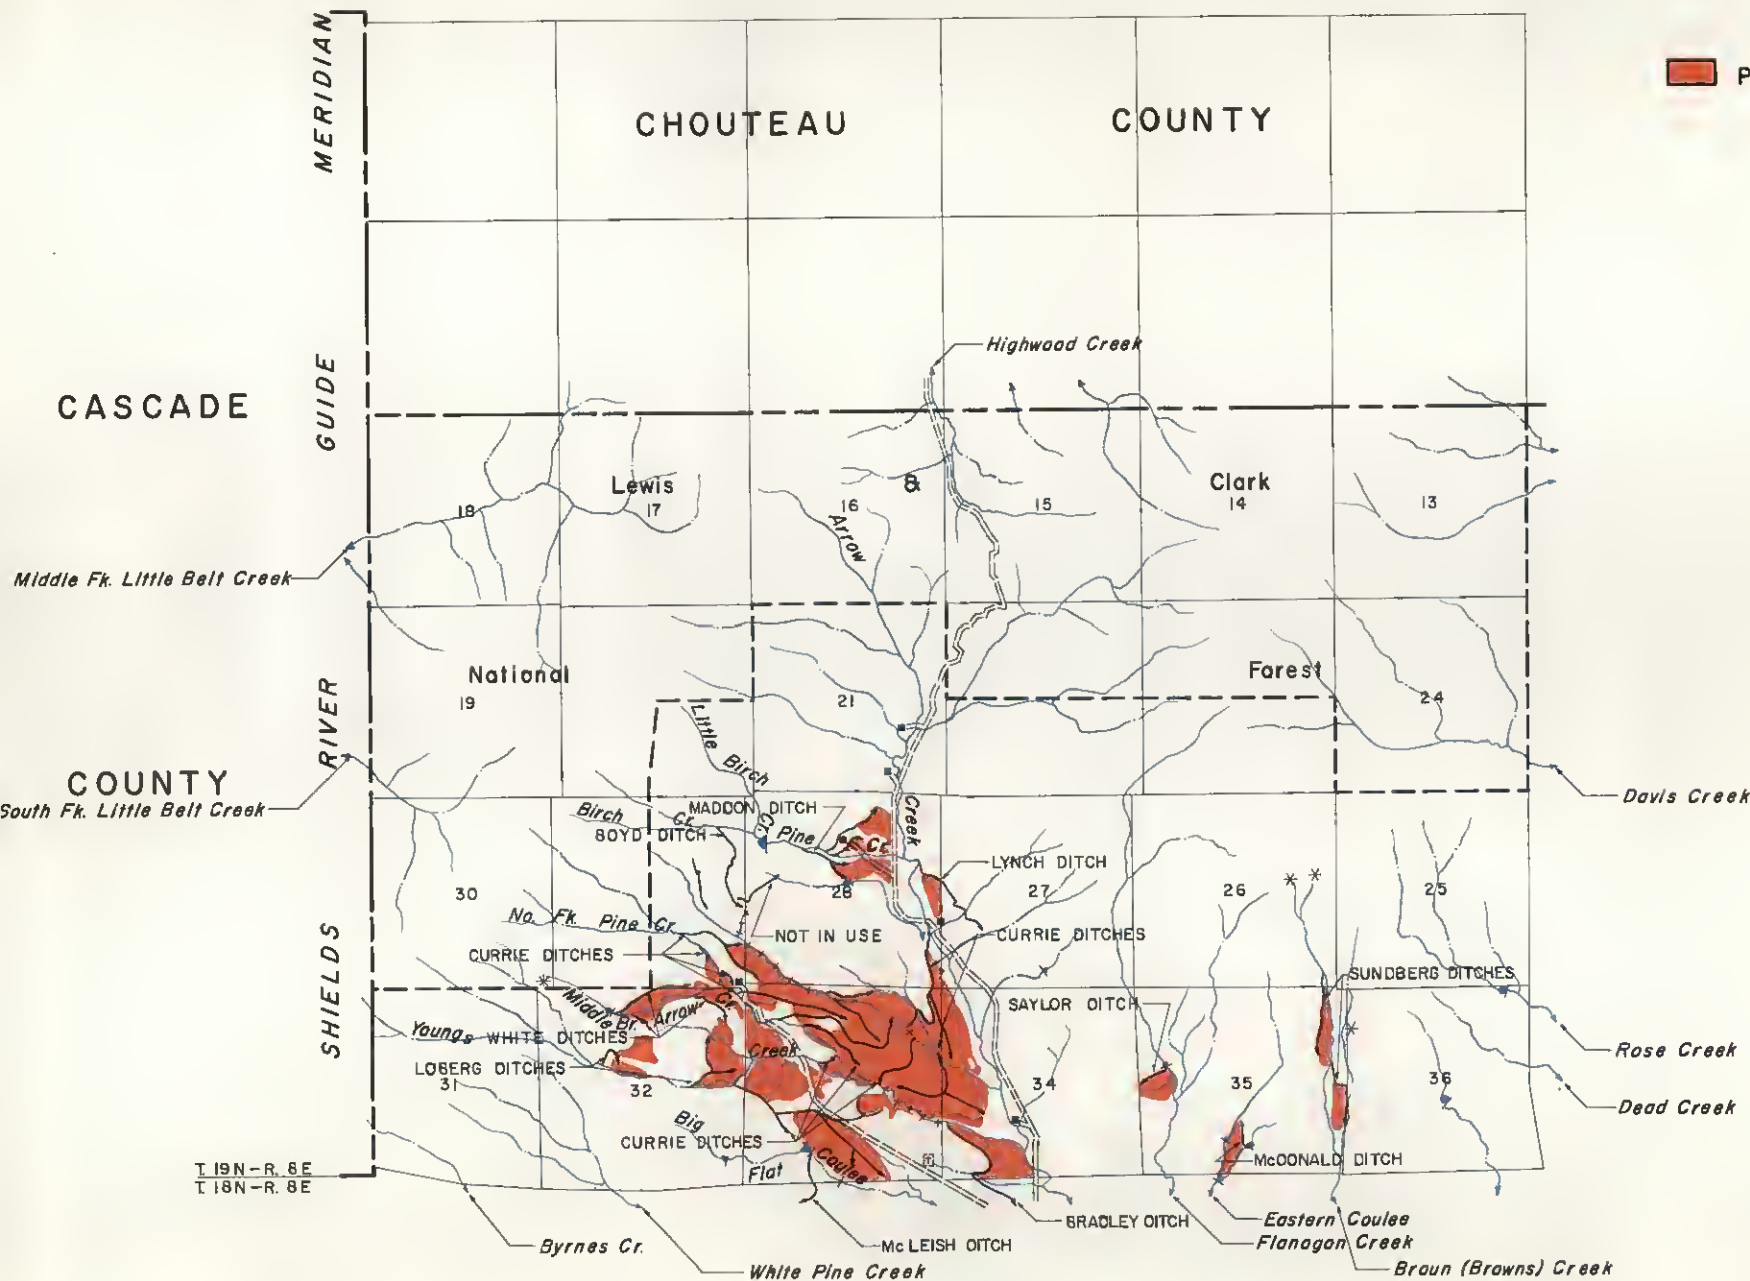 MERIDIAN
P
CHOUTEAU COUNTY
Highwood Creek
CASCADE
GUIDE
Lewis & Clark
18 17 16 15 14 13
Arrow
Middle Fk. Little Belt Creek
National Forest
19 21 24
RIVER
Little Birch Cr.
COUNTY
South Fk. Little Belt Creek
Davis Creek
Creek
MADDON DITCH
Birch Cr.
Pine Cr.
BOYD DITCH
LYNCH DITCH
30 28 27 26 25
No. Fk. Pine Cr.
NOT IN USE
CURRIE DITCHES
CURRIE DITCHES
SUNDBERG DITCHES
SHIELDS
Middle Br. Arrow Cr.
SAYLOR DITCH
Youngs Creek
WHITE DITCHES
Rose Creek
LOBERG DITCHES
31 32 34 35 36
Dead Creek
Big
CURRIE DITCHES
Flat Coulee
McDONALD DITCH
T. 19N-R. 8E
T. 18N-R. 8E
BRADLEY DITCH
Eastern Coulee
Flanagan Creek
Byrnes Cr.
Mc LEISH DITCH
White Pine Creek
Braun (Browns) Creek